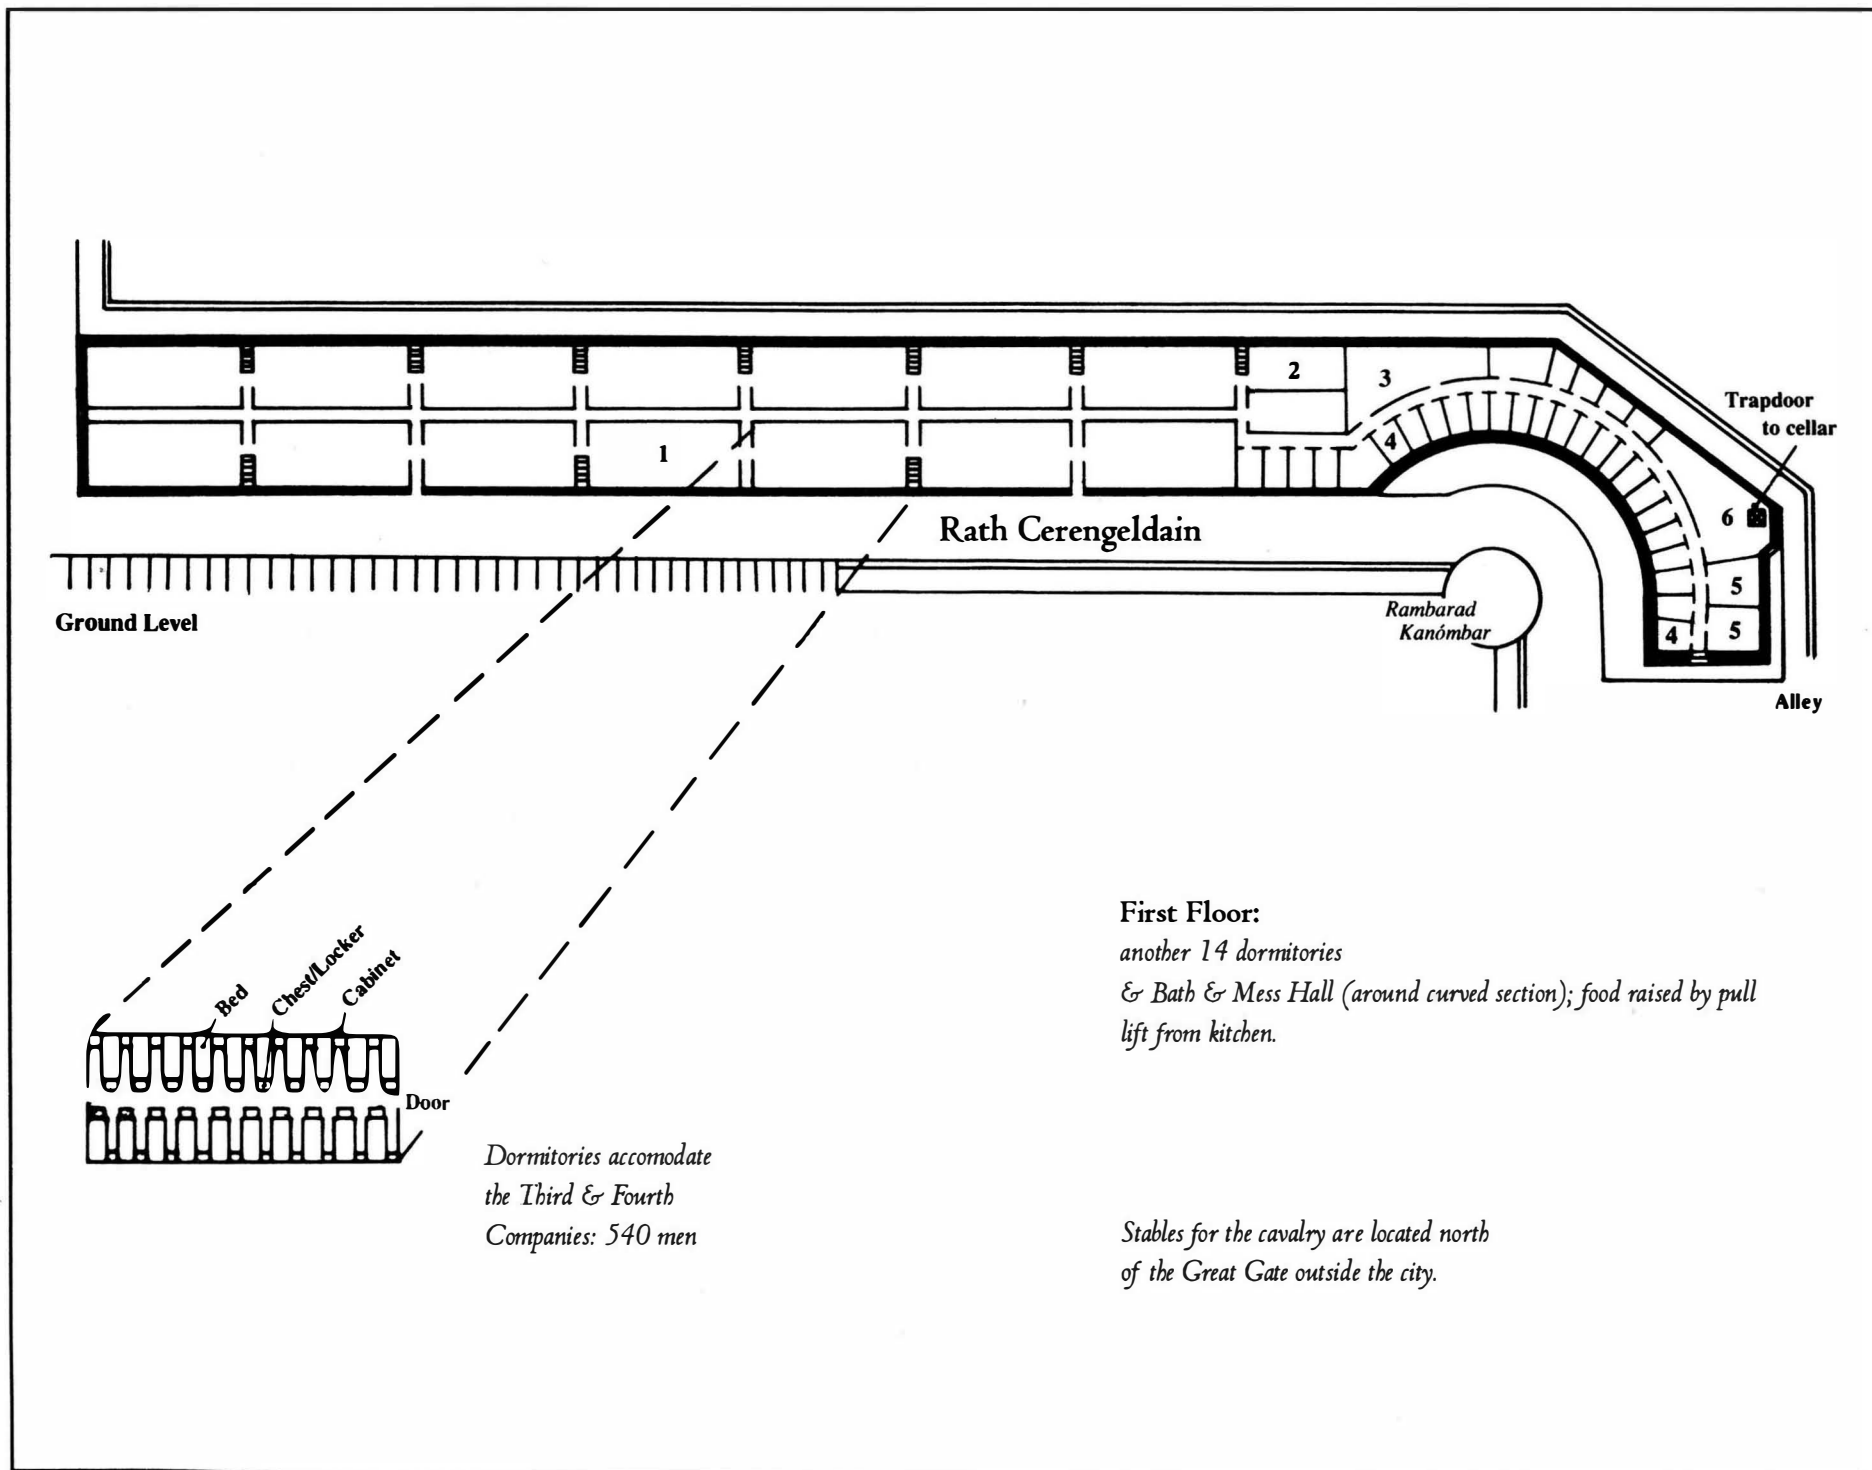 2
3
Trapdoor
to cellar
1
4
6
Rath Cerengeldain
5
Rambarad
Kanómbar
Ground Level
4
5
Alley
First Floor:
another 14 dormitories
& Bath & Mess Hall (around curved section); food raised by pull
lift from kitchen.
Bed
Chest/Locker
Cabinet
Door
Dormitories accomodate
the Third & Fourth
Companies: 540 men
Stables for the cavalry are located north
of the Great Gate outside the city.